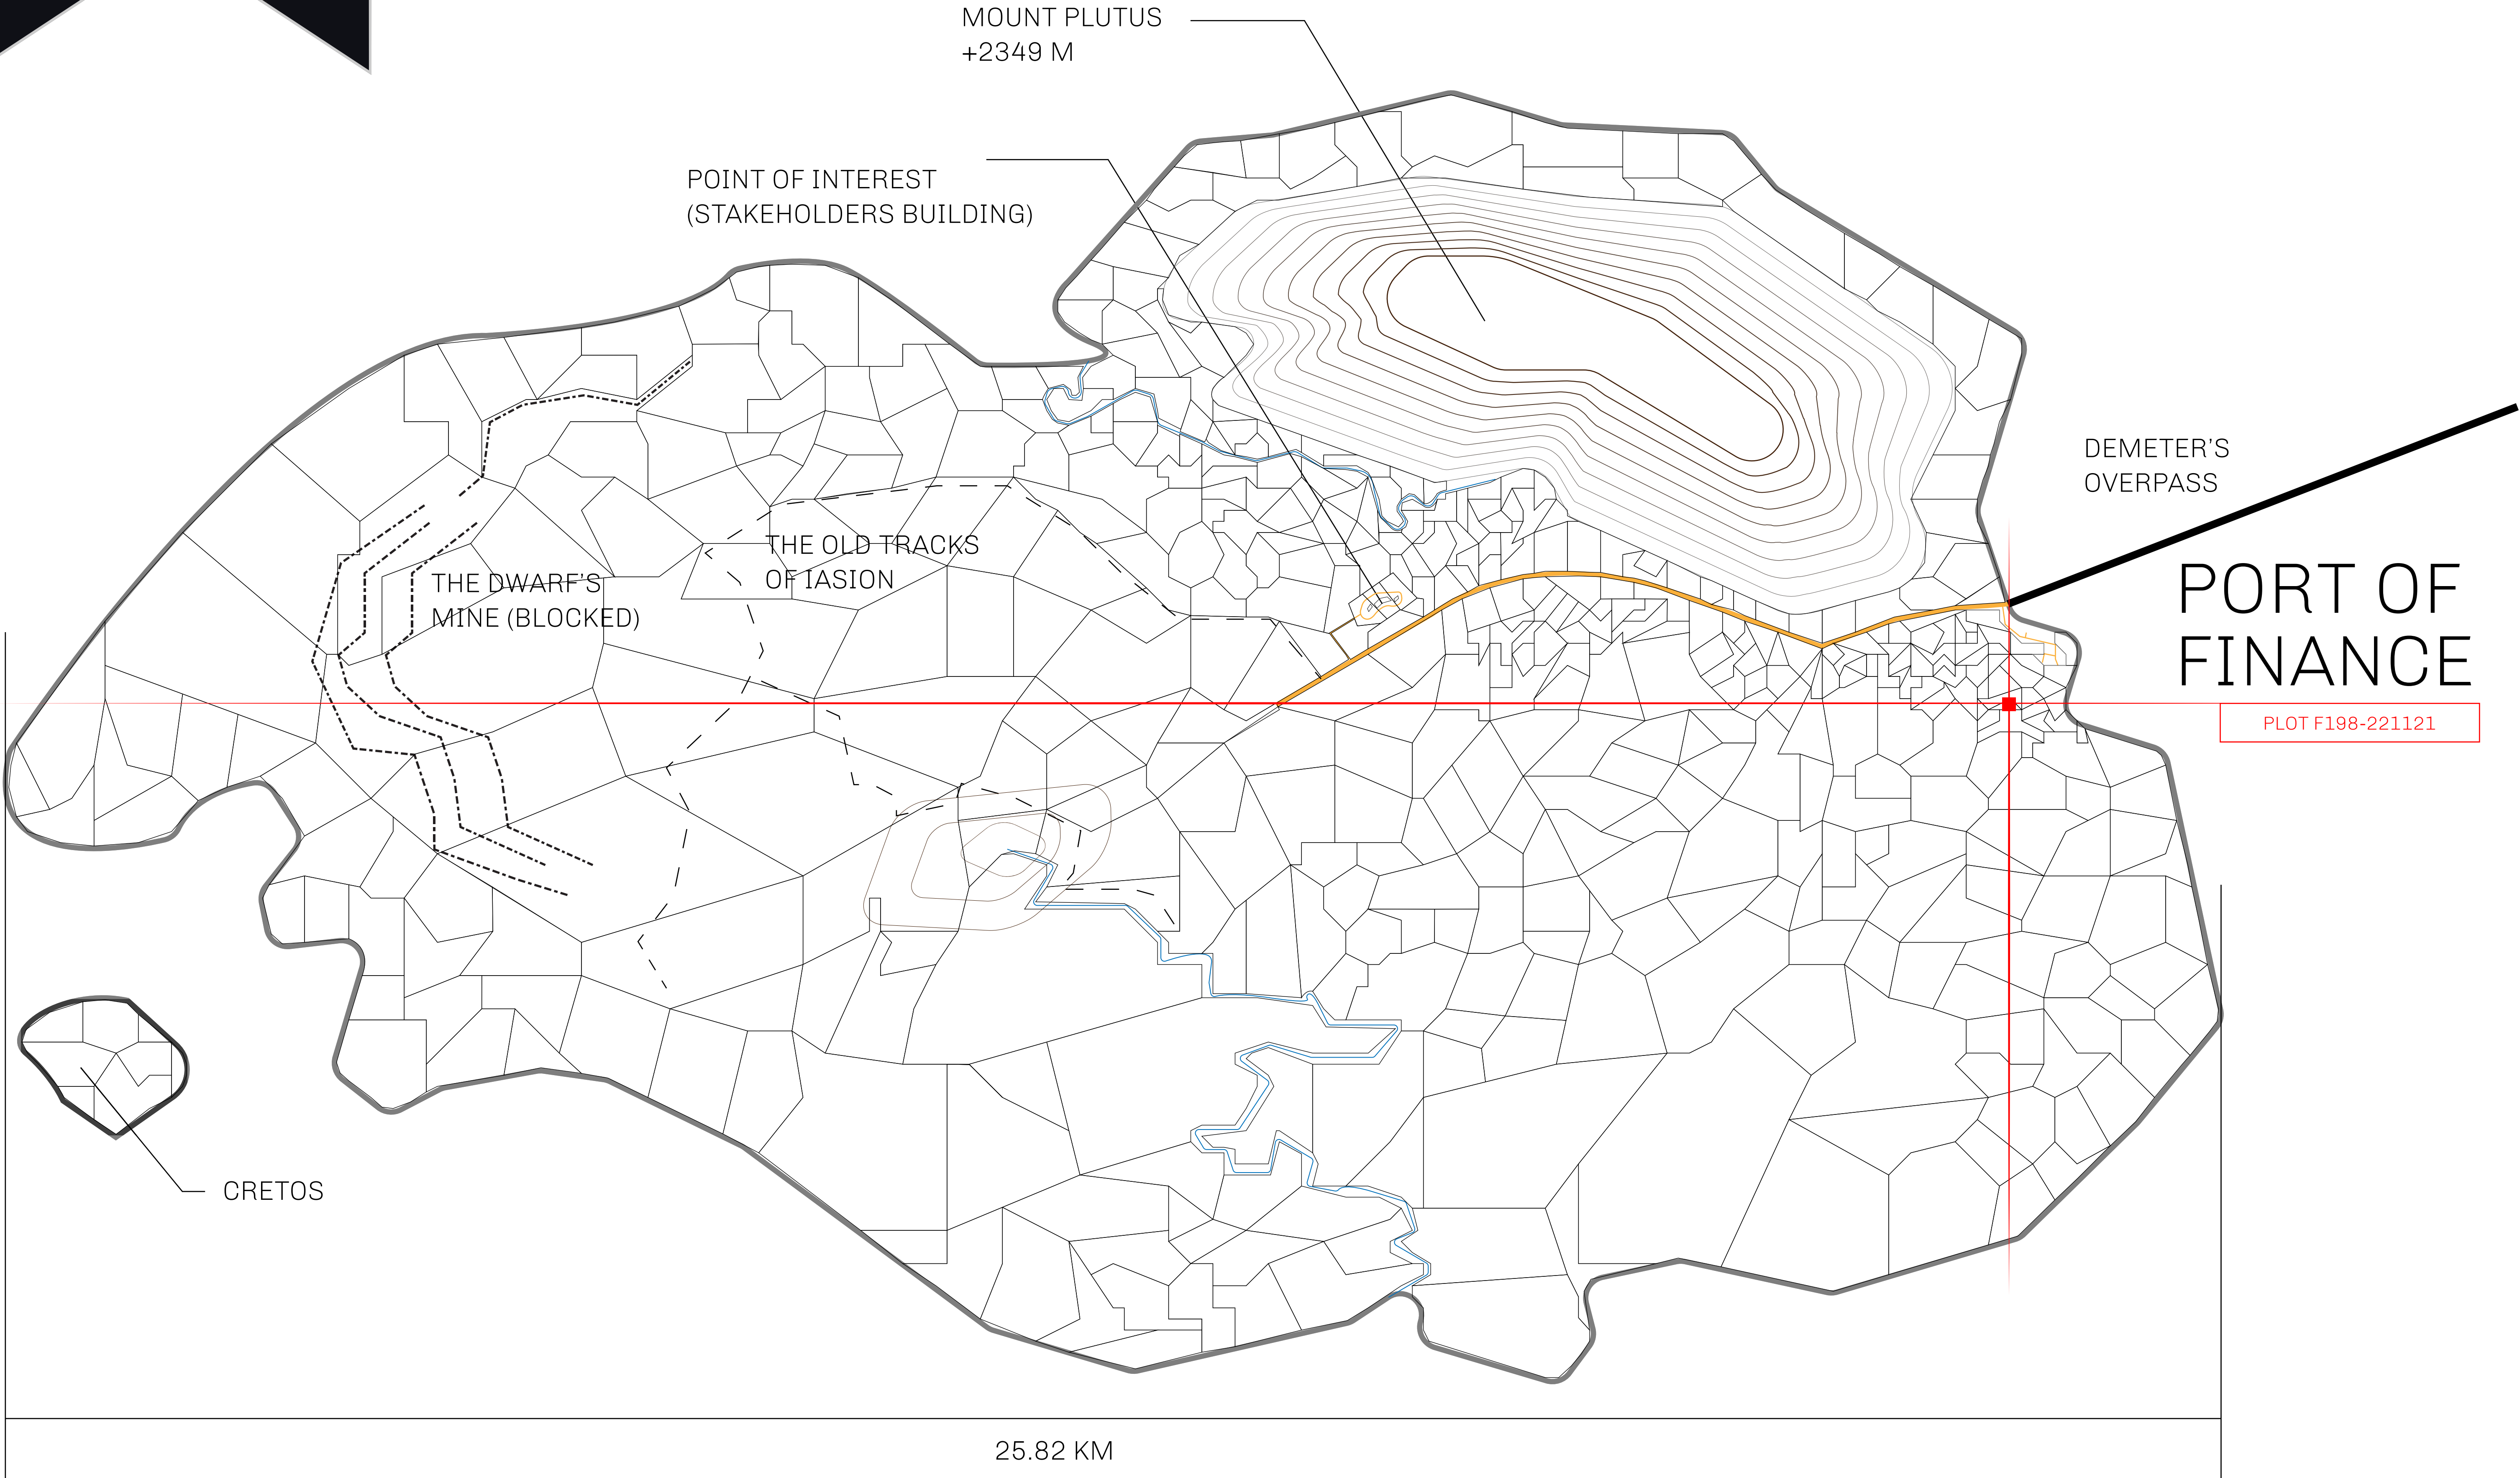 MOUNT PLUTUS
+2349 M
POINT OF INTEREST
(STAKEHOLDERS BUILDING)
DEMETER'S
OVERPASS
THE OLD TRACKS
OF IASION
THE DWARF'S
MINE (BLOCKED)
PORT OF
FINANCE
PLOT F198-221121
CRETOS
25.82 KM